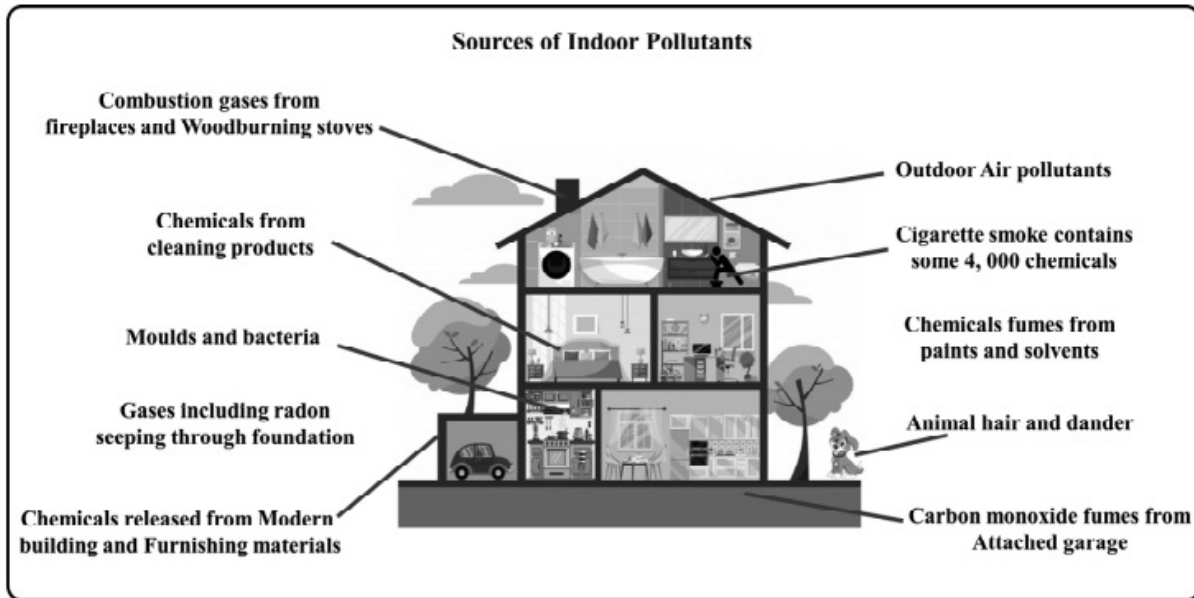 Sources of Indoor Pollutants
Combustion gases from
fireplaces and Woodburning stoves
Chemicals from
cleaning products
Moulds and bacteria
Gases including radon
seeping through foundation
Chemicals released from Modern
building and Furnishing materials
Outdoor Air pollutants
Cigarette smoke contains
some 4, 000 chemicals
Chemicals fumes from
paints and solvents
Animal hair and dander
Carbon monoxide fumes from
Attached garage